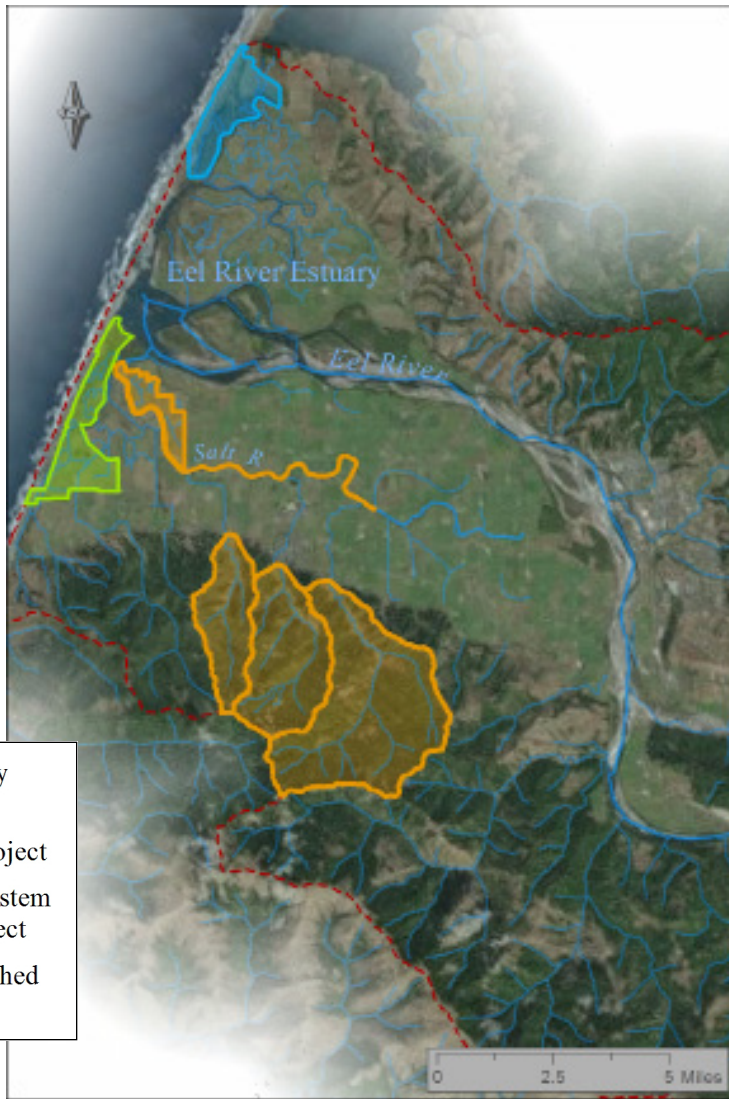 Eel River Estuary
Eel River
Salt R
y
oject
stem
ect
hed
0 2.5 5 Miles